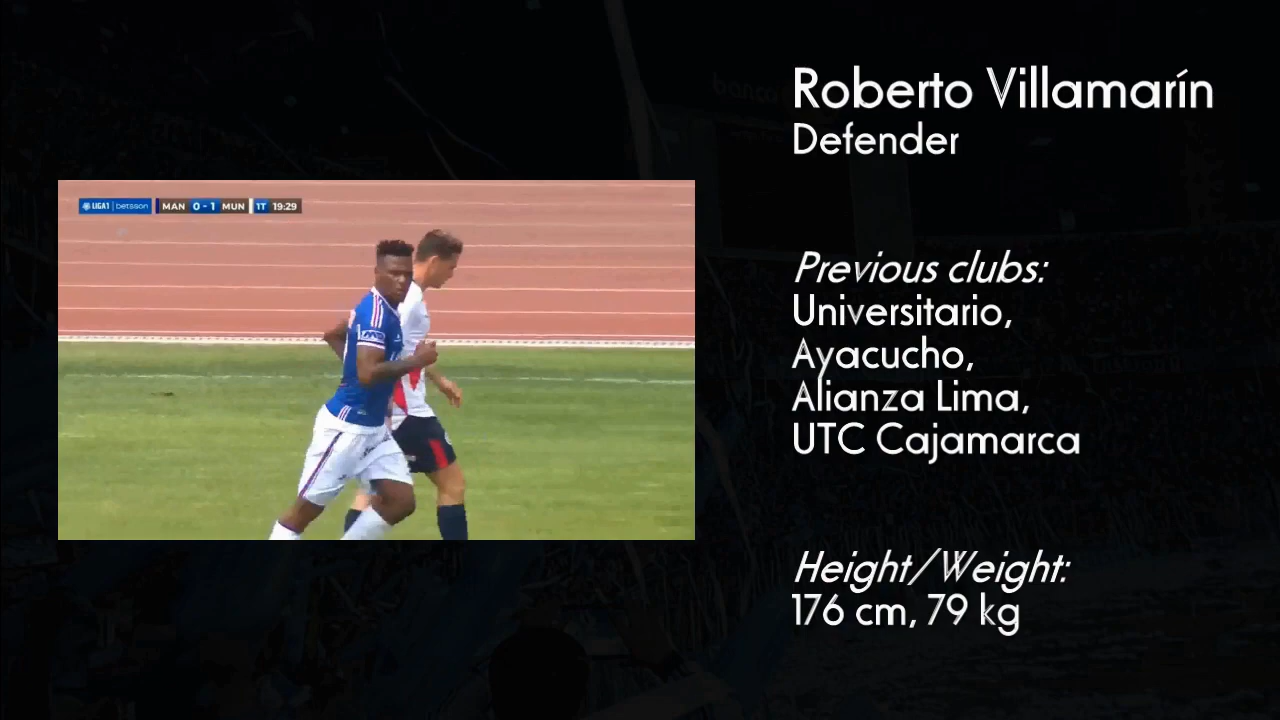 Roberto Villamarín
Defender
LIGA1 betsson MAN 0 - 1 MUN 1T 19:29
Previous clubs:
Universitario,
Ayacucho,
Alianza Lima,
UTC Cajamarca
Height/Weight:
176 cm, 79 kg